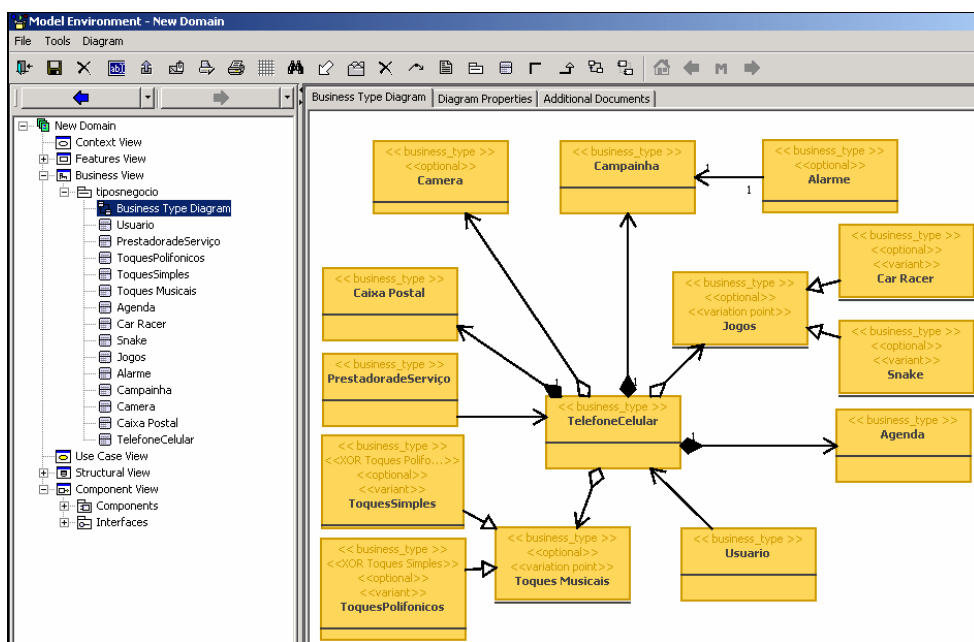 Model Environment - New Domain
File Tools Diagram
Business Type Diagram Diagram Properties Additional Documents
New Domain
Context View
Features View
Business View
tiposnegocio
Business Type Diagram
Usuario
PrestadoradeServiço
ToquesPolifonicos
ToquesSimples
Toques Musicais
Agenda
Car Racer
Snake
Jogos
Alarme
Campainha
Camera
Caixa Postal
TelefoneCelular
Use Case View
Structural View
Component View
Components
Interfaces
<< business_type >>
<<optional>>
Camera
<< business_type >>
Campainha
1
1
<< business_type >>
<<optional>>
Alarme
<< business_type >>
<<optional>>
<<variant>>
Car Racer
<< business_type >>
Caixa Postal
<< business_type >>
<<optional>>
<<variation point>>
Jogos
<< business_type >>
<<optional>>
<<variant>>
Snake
<< business_type >>
PrestadoradeServiço
1
1
<< business_type >>
TelefoneCelular
1
<< business_type >>
Agenda
<< business_type >>
<<XOR Toques Polifo...>>
<<optional>>
<<variant>>
ToquesSimples
<< business_type >>
<<optional>>
<<variation point>>
Toques Musicais
<< business_type >>
Usuario
<< business_type >>
<<XOR Toques Simples>>
<<optional>>
<<variant>>
ToquesPolifonicos